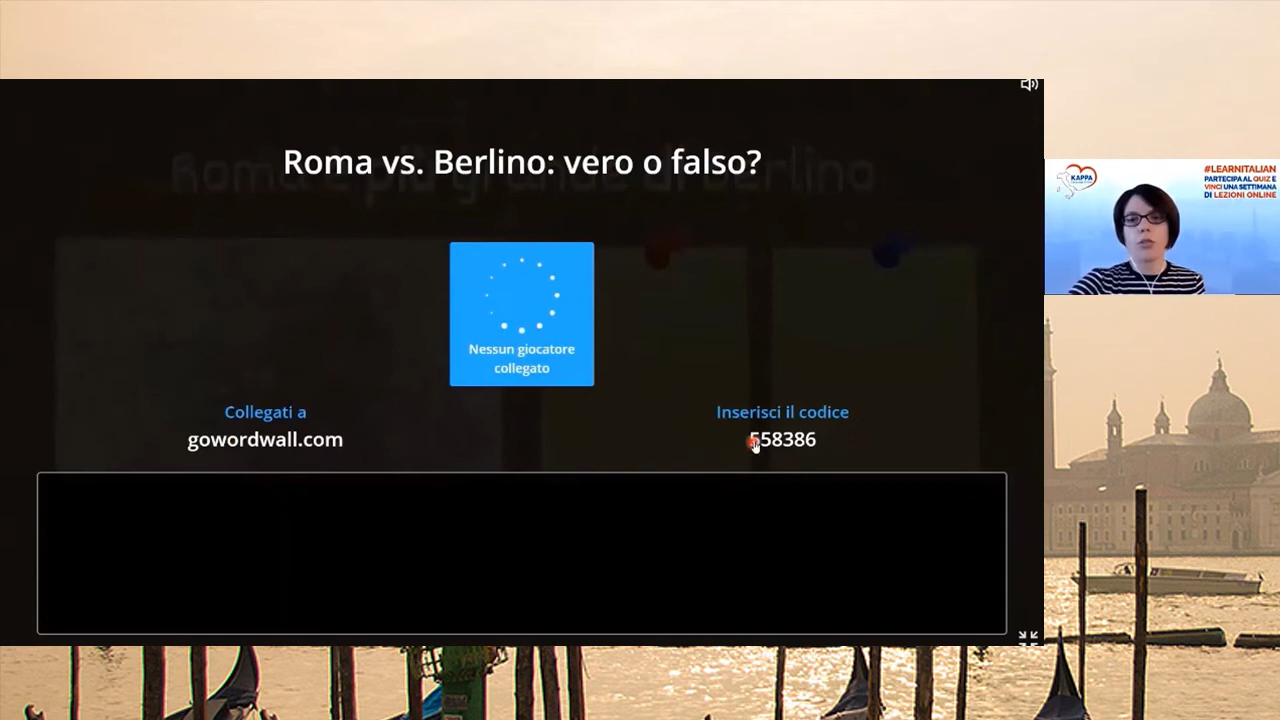 Roma vs. Berlino: vero o falso?
Nessun giocatore
collegato
Collegati a
gowordwall.com
Inserisci il codice
558386
KAPPA
#LEARNITALIAN
PARTECIPA AL QUIZ E
VINCI UNA SETTIMANA
DI LEZIONI ONLINE